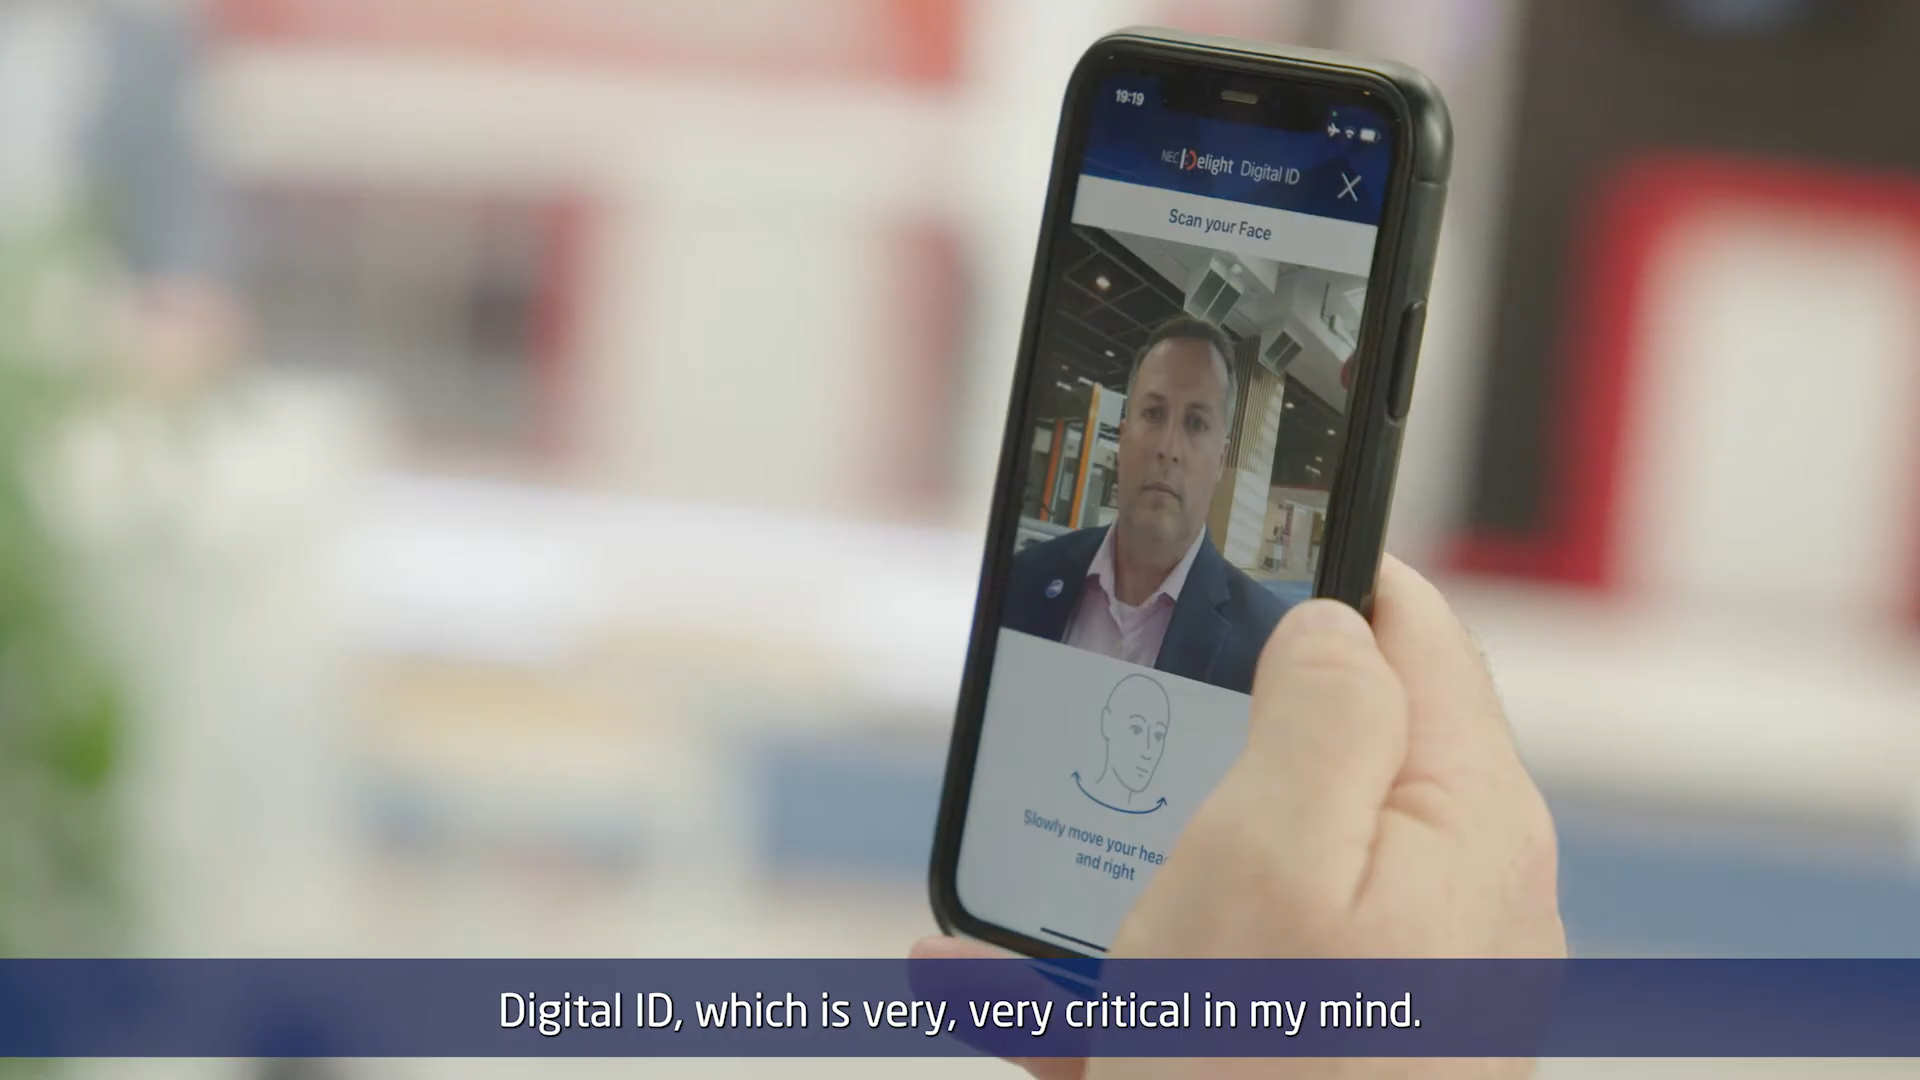 19:19
NEC IDelight Digital ID
Scan your Face
Slowly move your hea
and right
Digital ID, which is very, very critical in my mind.